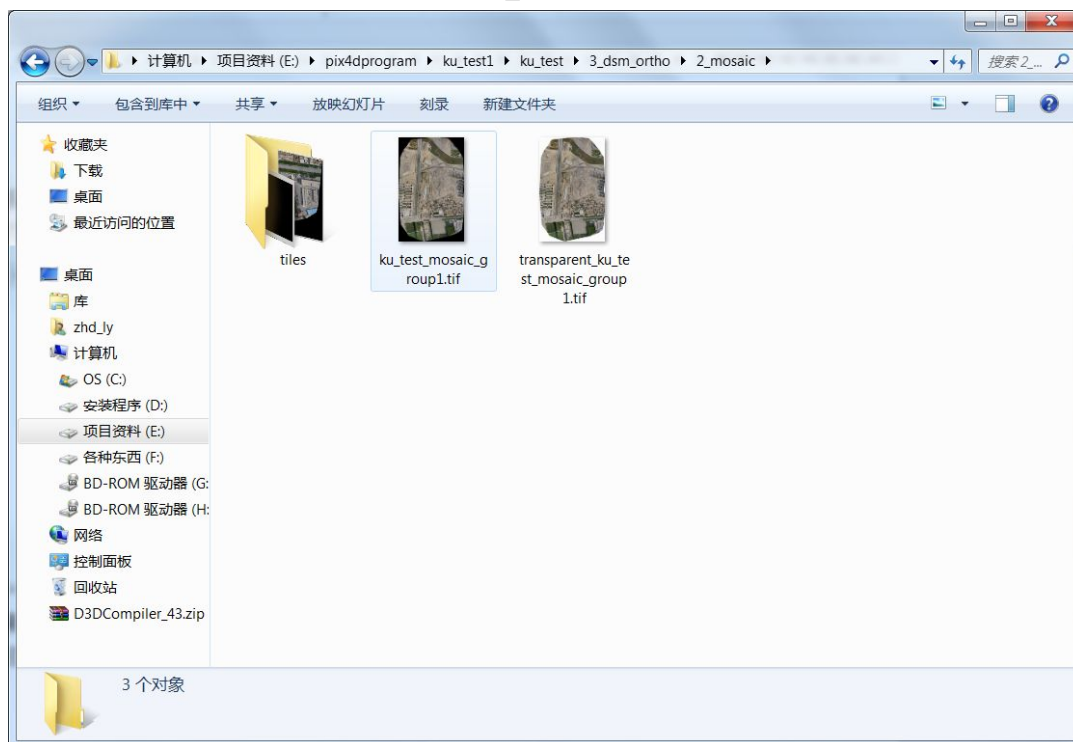 计算机 ▸ 项目资料 (E:) ▸ pix4dprogram ▸ ku_test1 ▸ ku_test ▸ 3_dsm_ortho ▸ 2_mosaic ▸
搜索 2_...
组织 包含到库中 共享 放映幻灯片 刻录 新建文件夹
收藏夹
下载
桌面
最近访问的位置
桌面
库
zhd_ly
计算机
OS (C:)
安装程序 (D:)
项目资料 (E:)
各种东西 (F:)
BD-ROM 驱动器 (G:
BD-ROM 驱动器 (H:
网络
控制面板
回收站
D3DCompiler_43.zip
tiles
ku_test_mosaic_g
roup1.tif
transparent_ku_te
st_mosaic_group
1.tif
3 个对象